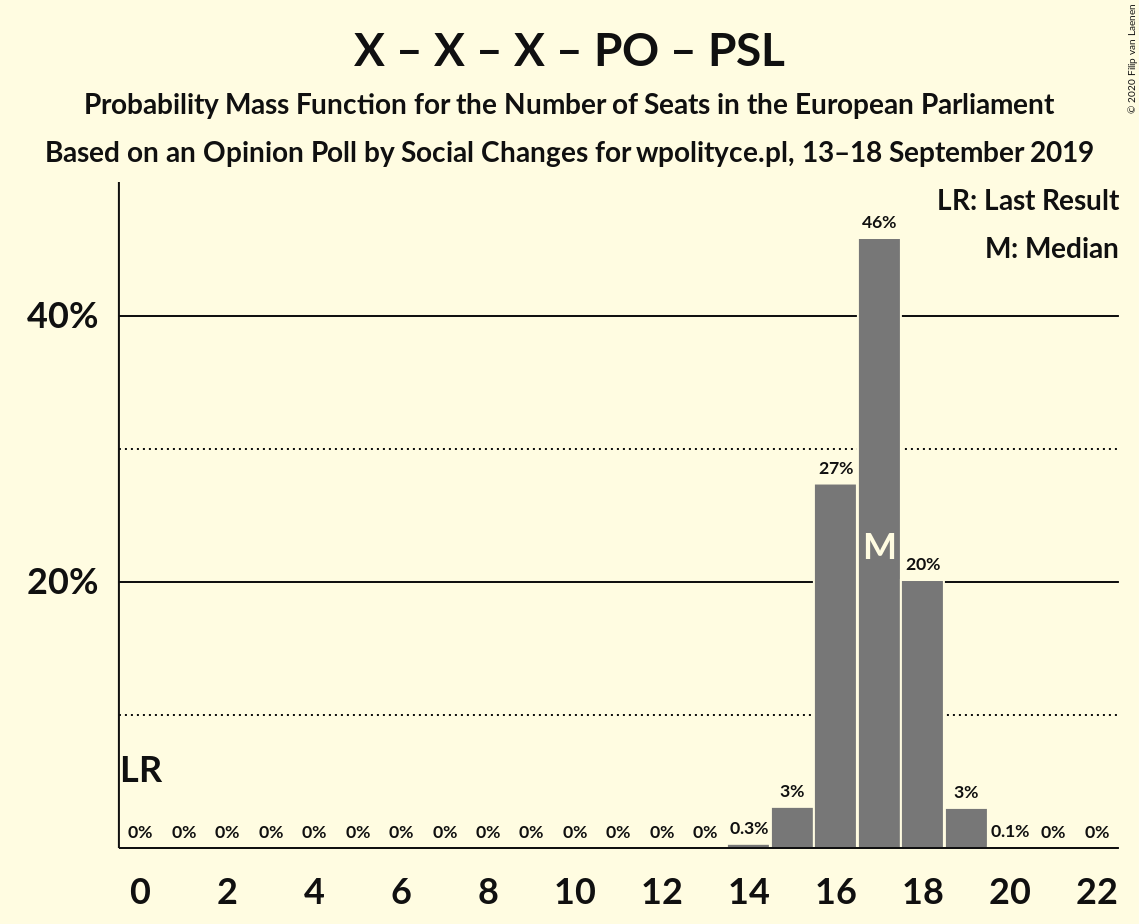 X – X – X – PO – PSL
Probability Mass Function for the Number of Seats in the European Parliament
Based on an Opinion Poll by Social Changes for wpolityce.pl, 13–18 September 2019
© 2020 Filip van Laenen
LR: Last Result
M: Median
46%
40%
27%
M
20%
20%
LR
0% 0% 0% 0% 0% 0% 0% 0% 0% 0% 0% 0% 0% 0% 0.3% 3% 3% 0.1% 0% 0%
0 2 4 6 8 10 12 14 16 18 20 22